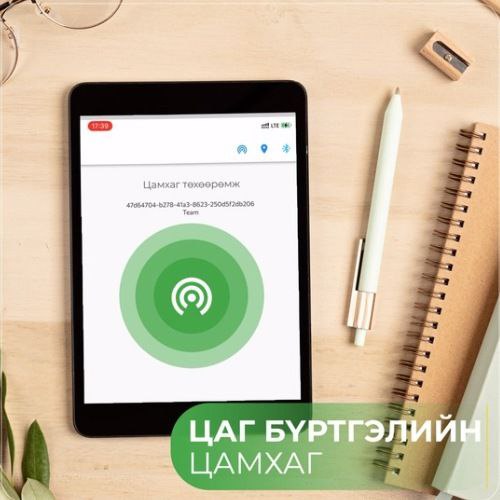 17:39
LTE
Цамхаг төхөөрөмж
47d64704-b278-41a3-8623-250d5f2db206
Team
ЦАГ БҮРТГЭЛИЙН
ЦАМХАГ